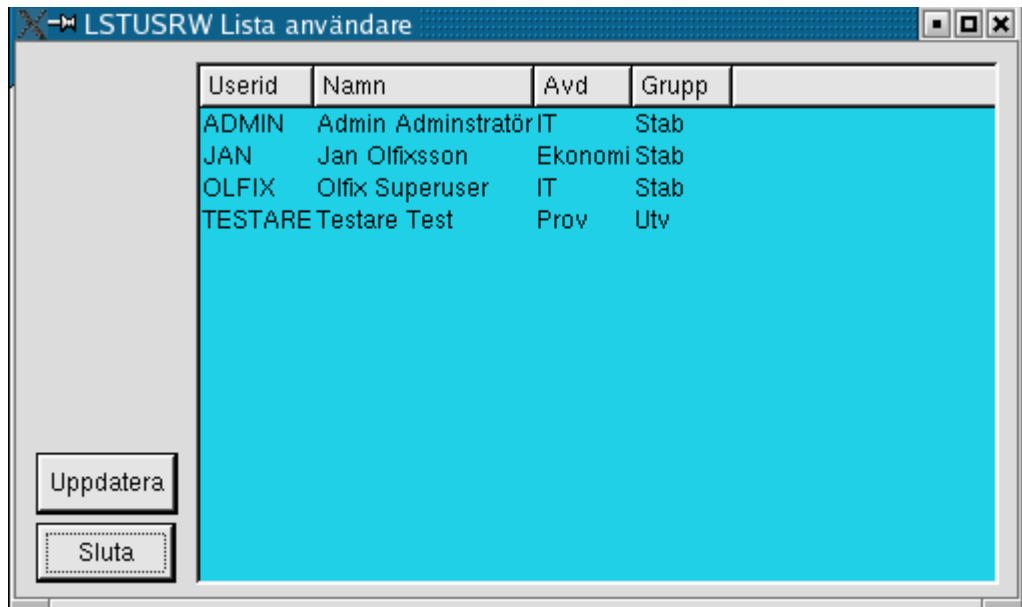 LSTUSRW Lista användare
Userid Namn Avd Grupp
ADMIN Admin Adminstratör IT Stab
JAN Jan Olfixsson Ekonomi Stab
OLFIX Olfix Superuser IT Stab
TESTARE Testare Test Prov Utv
Uppdatera
Sluta